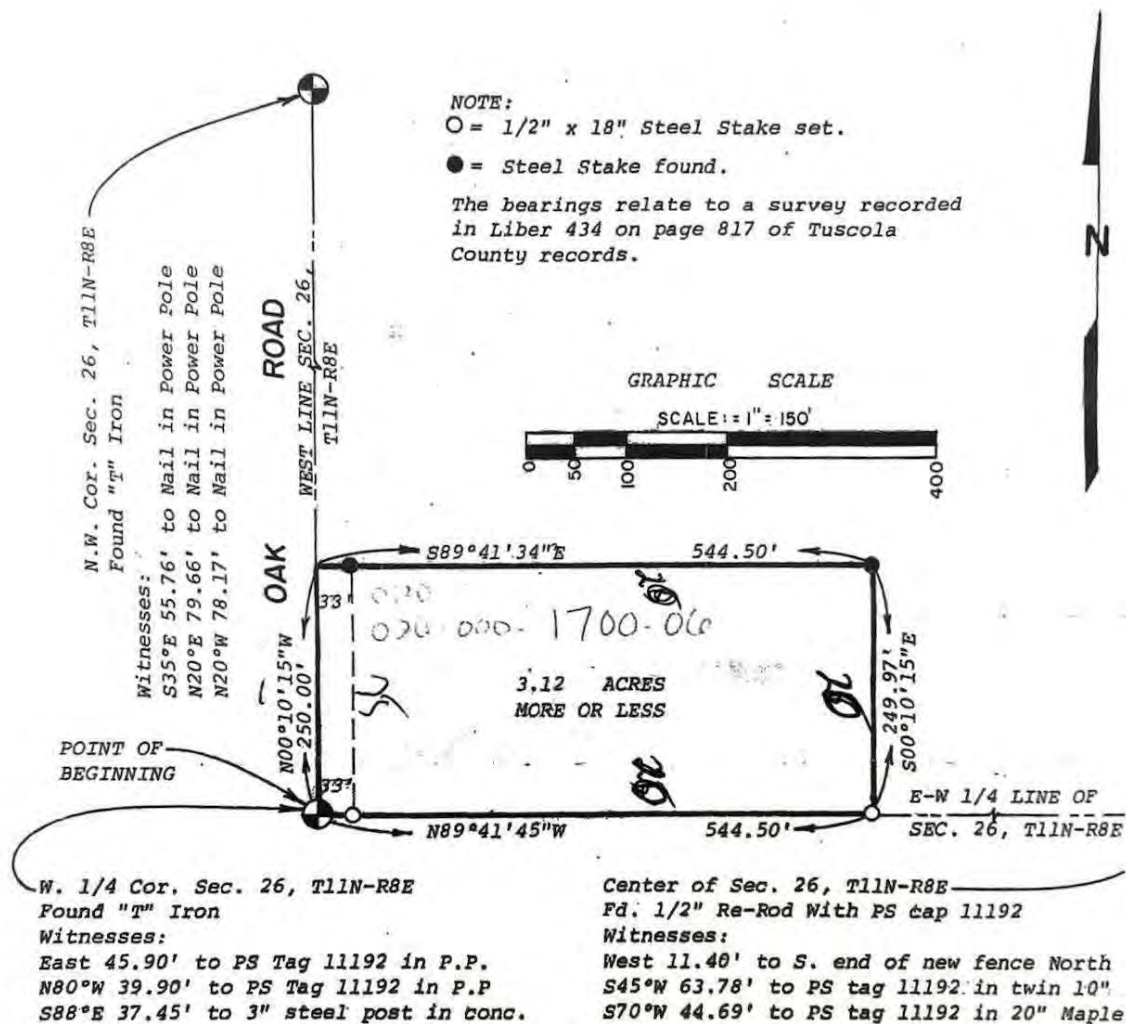 NOTE:
O = 1/2" x 18" Steel Stake set.
● = Steel Stake found.
The bearings relate to a survey recorded
in Liber 434 on page 817 of Tuscola
County records.
N
N.W. Cor. Sec. 26, T11N-R8E
Found "T" Iron
Witnesses:
S35°E 55.76' to Nail in Power Pole
N20°E 79.66' to Nail in Power Pole
N20°W 78.17' to Nail in Power Pole
OAK ROAD
WEST LINE SEC. 26,
T11N-R8E
GRAPHIC SCALE
SCALE: = 1" = 150'
0 50 100 200 400
S89°41'34"E 544.50'
33'
020
020-000-1700-06
N00°10'15"W
250.00'
3.12 ACRES
MORE OR LESS
249.97'
S00°10'15"E
POINT OF
BEGINNING
33'
N89°41'45"W 544.50'
E-W 1/4 LINE OF
SEC. 26, T11N-R8E
W. 1/4 Cor. Sec. 26, T11N-R8E
Found "T" Iron
Witnesses:
East 45.90' to PS Tag 11192 in P.P.
N80°W 39.90' to PS Tag 11192 in P.P
S88°E 37.45' to 3" steel post in conc.
Center of Sec. 26, T11N-R8E
Fd. 1/2" Re-Rod With PS cap 11192
Witnesses:
West 11.40' to S. end of new fence North
S45°W 63.78' to PS tag 11192 in twin 10"
S70°W 44.69' to PS tag 11192 in 20" Maple